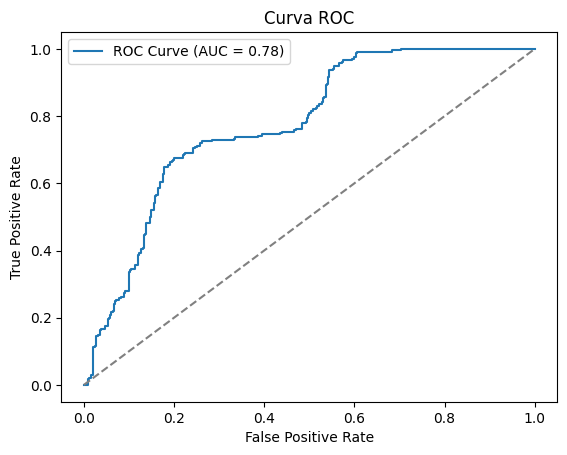 Curva ROC
ROC Curve (AUC = 0.78)
True Positive Rate
1.0
0.8
0.6
0.4
0.2
0.0
0.0 0.2 0.4 0.6 0.8 1.0
False Positive Rate